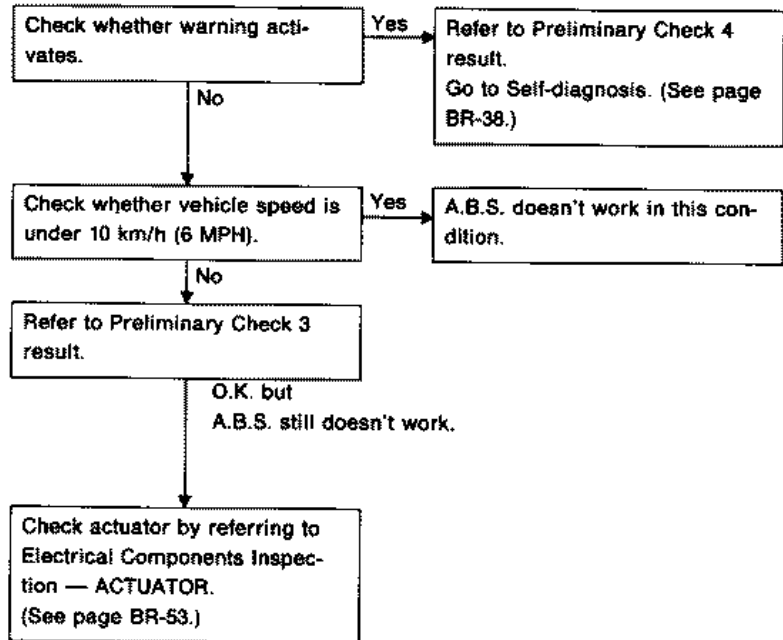 Check whether warning acti-
vates.
Yes
Refer to Preliminary Check 4
result.
Go to Self-diagnosis. (See page
BR-38.)
No
Check whether vehicle speed is
under 10 km/h (6 MPH).
Yes
A.B.S. doesn't work in this con-
dition.
No
Refer to Preliminary Check 3
result.
O.K. but
A.B.S. still doesn't work.
Check actuator by referring to
Electrical Components Inspec-
tion — ACTUATOR.
(See page BR-53.)